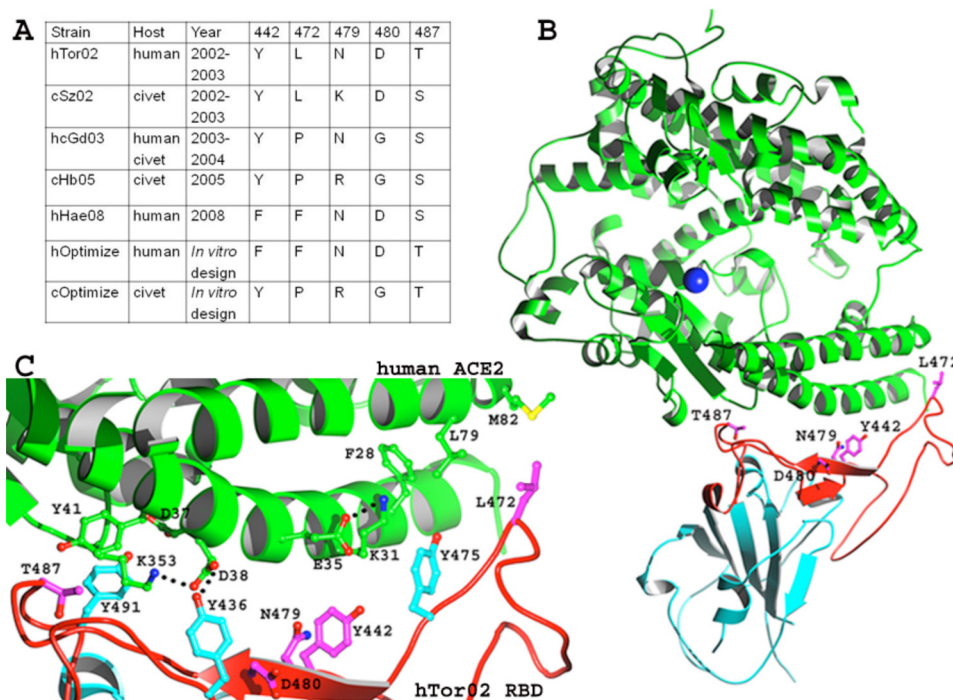 A
Strain Host Year 442 472 479 480 487
hTor02 human 2002-
2003 Y L N D T
cSz02 civet 2002-
2003 Y L K D S
hcGd03 human
civet 2003-
2004 Y P N G S
cHb05 civet 2005 Y P R G S
hHae08 human 2008 F F N D S
hOptimize human In vitro
design F F N D T
cOptimize civet In vitro
design Y P R G T
B
L472
T487
N479
Y442
D480
C
human ACE2
M82
L79
F28
L472
Y41
D37
K353
E35
K31
Y475
D38
T487
Y491
Y436
N479
Y442
D480
hTor02 RBD